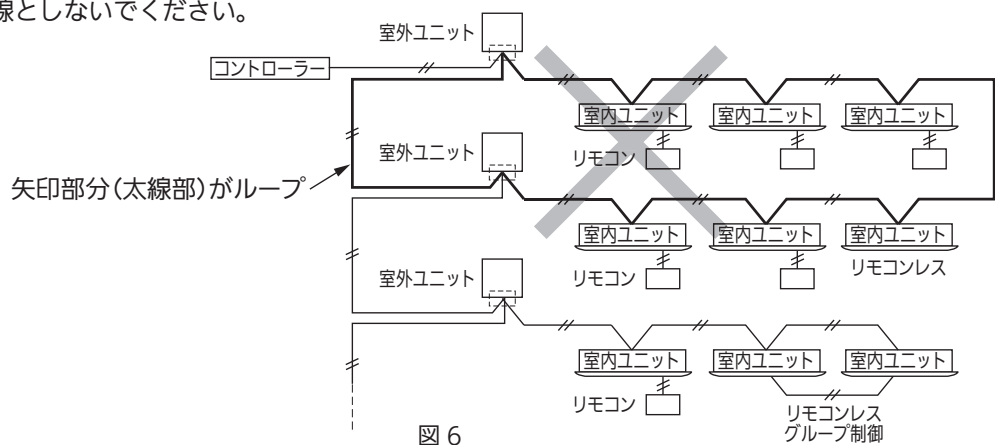 線としないでください。
室外ユニット
コントローラー
室内ユニット
室内ユニット
室内ユニット
リモコン
室外ユニット
矢印部分(太線部)がループ
室内ユニット
室内ユニット
室内ユニット
リモコン
リモコンレス
室外ユニット
室内ユニット
室内ユニット
室内ユニット
リモコン
リモコンレス
グループ制御
図 6